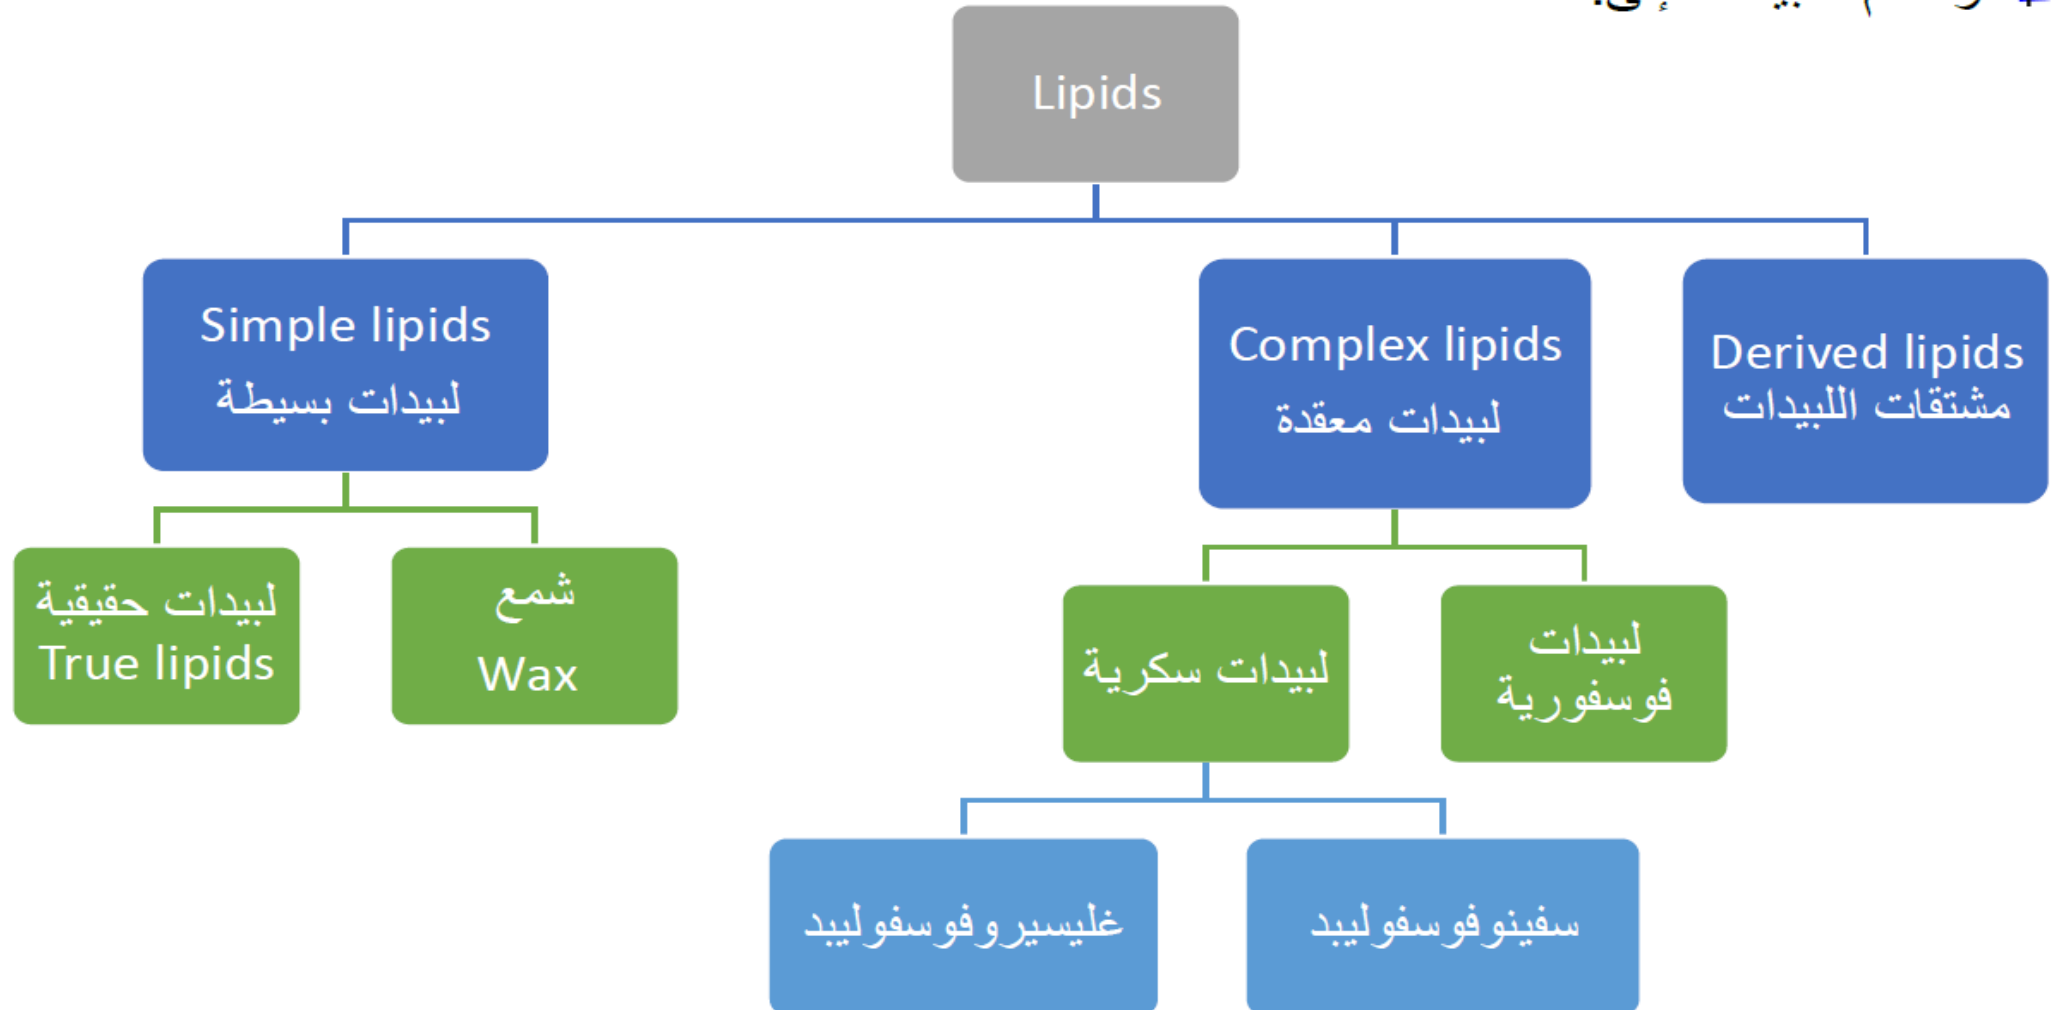 Lipids
Simple lipids
لبيدات بسيطة
Complex lipids
لبيدات معقدة
Derived lipids
مشتقات اللبيدات
لبيدات حقيقية
True lipids
شمع
Wax
لبيدات سكرية
لبيدات
فوسفورية
غليسيروفوسفوليبد
سفينوفوسفوليبد